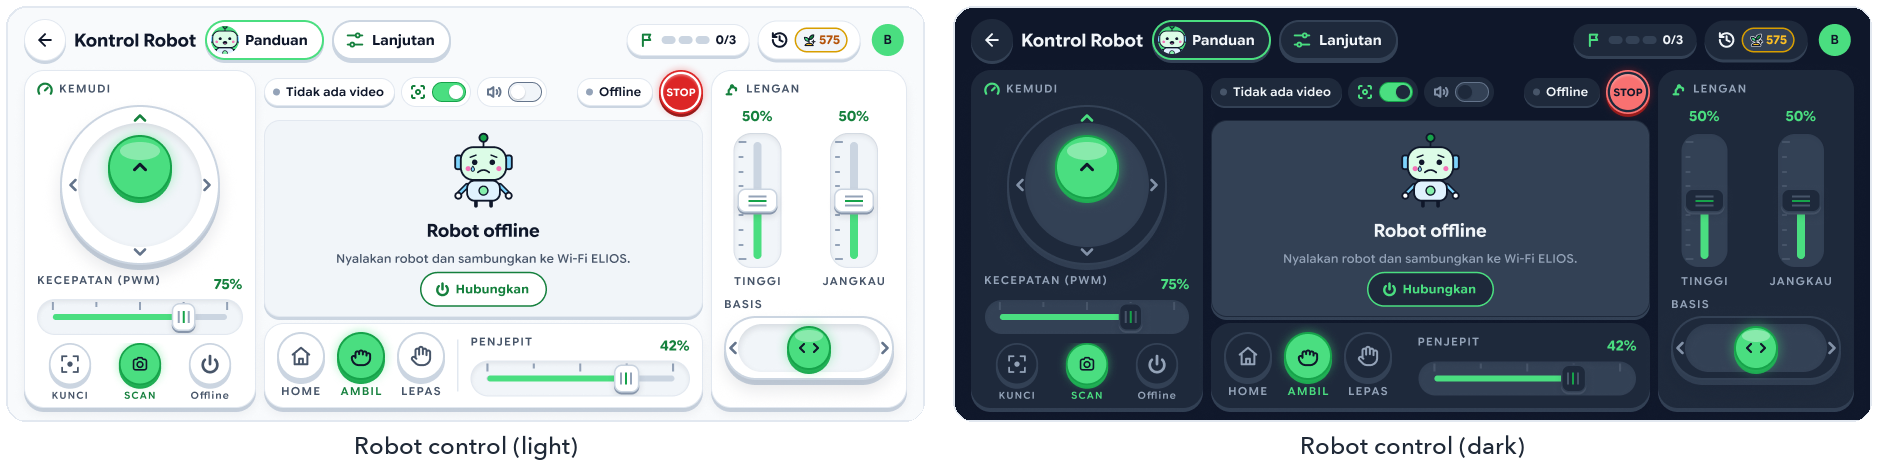 Kontrol Robot
Panduan
Lanjutan
0/3
575
B
KEMUDI
KECEPATAN (PWM)
75%
KUNCI
SCAN
Offline
Tidak ada video
Offline
STOP
Robot offline
Nyalakan robot dan sambungkan ke Wi-Fi ELIOS.
Hubungkan
HOME
AMBIL
LEPAS
PENJEPIT
42%
LENGAN
50%
50%
TINGGI
JANGKAU
BASIS
Robot control (light)
Kontrol Robot
Panduan
Lanjutan
0/3
575
B
KEMUDI
KECEPATAN (PWM)
75%
KUNCI
SCAN
Offline
Tidak ada video
Offline
STOP
Robot offline
Nyalakan robot dan sambungkan ke Wi-Fi ELIOS.
Hubungkan
HOME
AMBIL
LEPAS
PENJEPIT
42%
LENGAN
50%
50%
TINGGI
JANGKAU
BASIS
Robot control (dark)